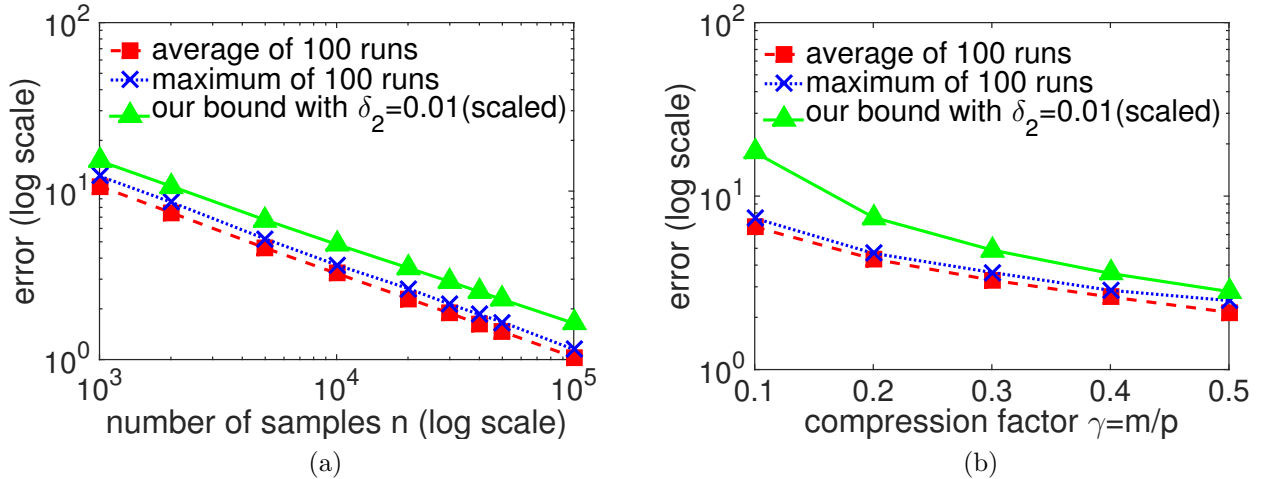 10^2
average of 100 runs
maximum of 100 runs
our bound with δ_2=0.01(scaled)
10^1
10^0
error (log scale)
10^3
10^4
10^5
number of samples n (log scale)
(a)
10^2
average of 100 runs
maximum of 100 runs
our bound with δ_2=0.01(scaled)
10^1
10^0
error (log scale)
0.1
0.2
0.3
0.4
0.5
compression factor γ=m/p
(b)